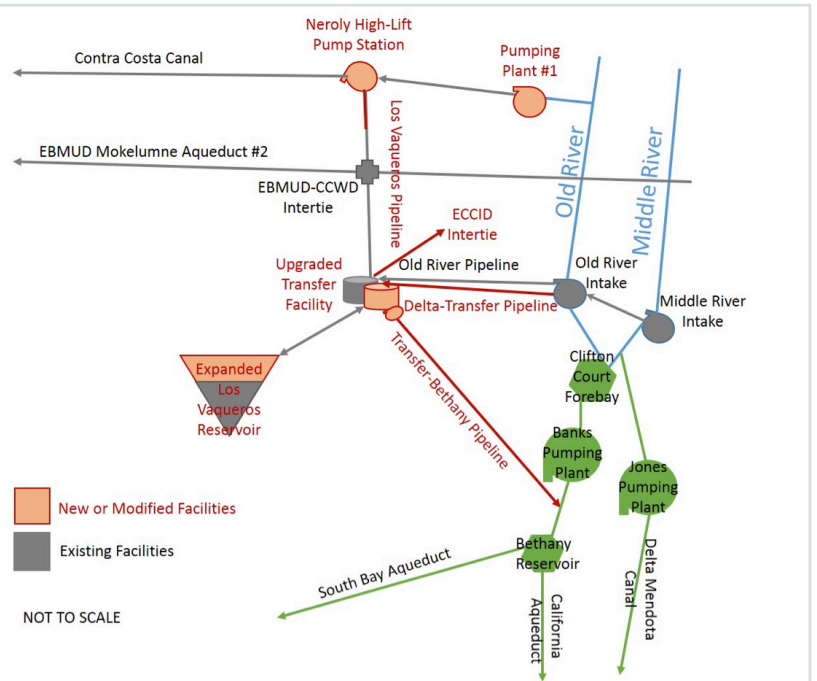 Neroly High-Lift
Pump Station
Contra Costa Canal
Pumping
Plant #1
Los Vaqueros Pipeline
Old River
Middle River
EBMUD Mokelumne Aqueduct #2
EBMUD-CCWD
Intertie
ECCID
Intertie
Upgraded
Transfer
Facility
Old River Pipeline
Old River
Intake
Delta-Transfer Pipeline
Middle River
Intake
Transfer-Bethany Pipeline
Clifton
Court
Forebay
Expanded
Los
Vaqueros
Reservoir
Banks
Pumping
Plant
Jones
Pumping
Plant
New or Modified Facilities
Existing Facilities
Bethany
Reservoir
South Bay Aqueduct
California
Aqueduct
Delta Mendota
Canal
NOT TO SCALE